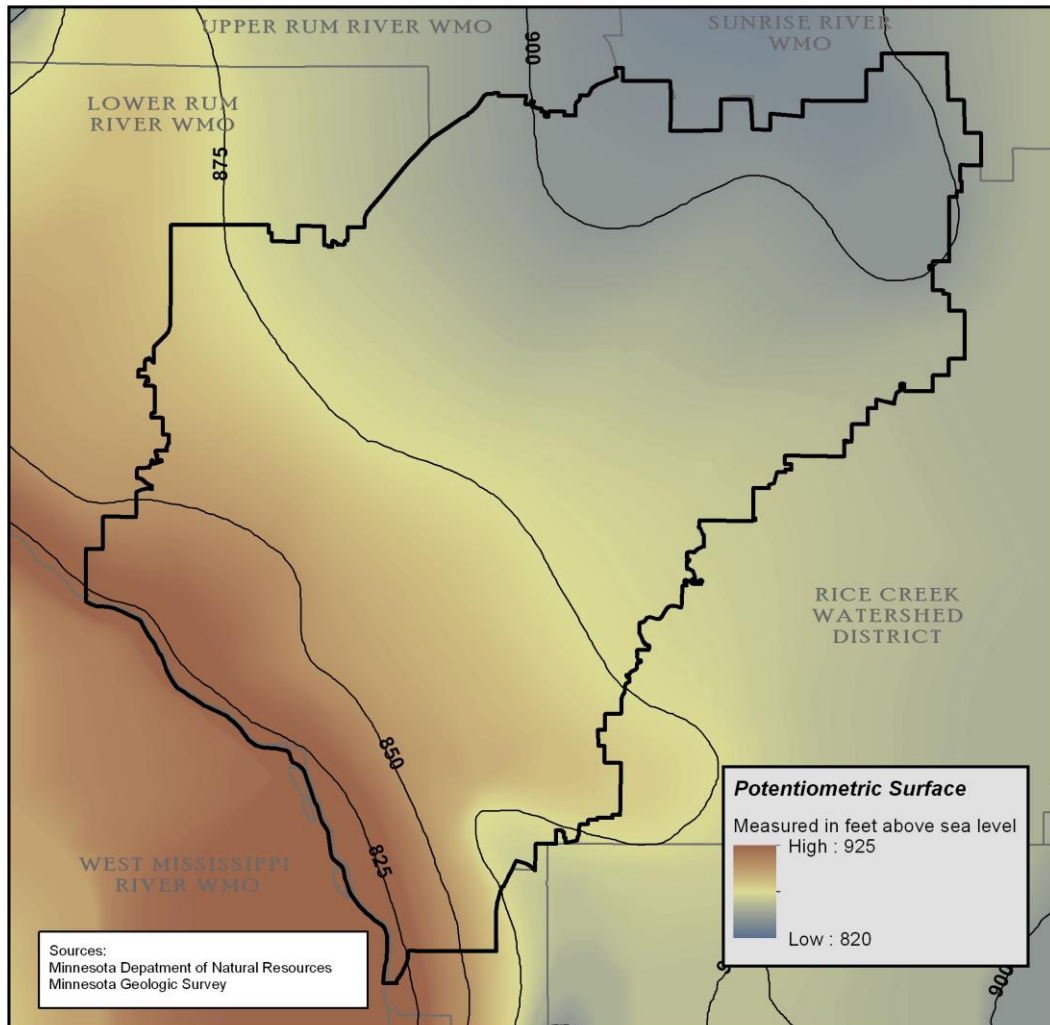 UPPER RUM RIVER WMO
SUNRISE RIVER
WMO
900
LOWER RUM
RIVER WMO
875
RICE CREEK
WATERSHED
DISTRICT
850
825
WEST MISSISSIPPI
RIVER WMO
Potentiometric Surface
Measured in feet above sea level
High : 925
Low : 820
Sources:
Minnesota Depatment of Natural Resources
Minnesota Geologic Survey
900